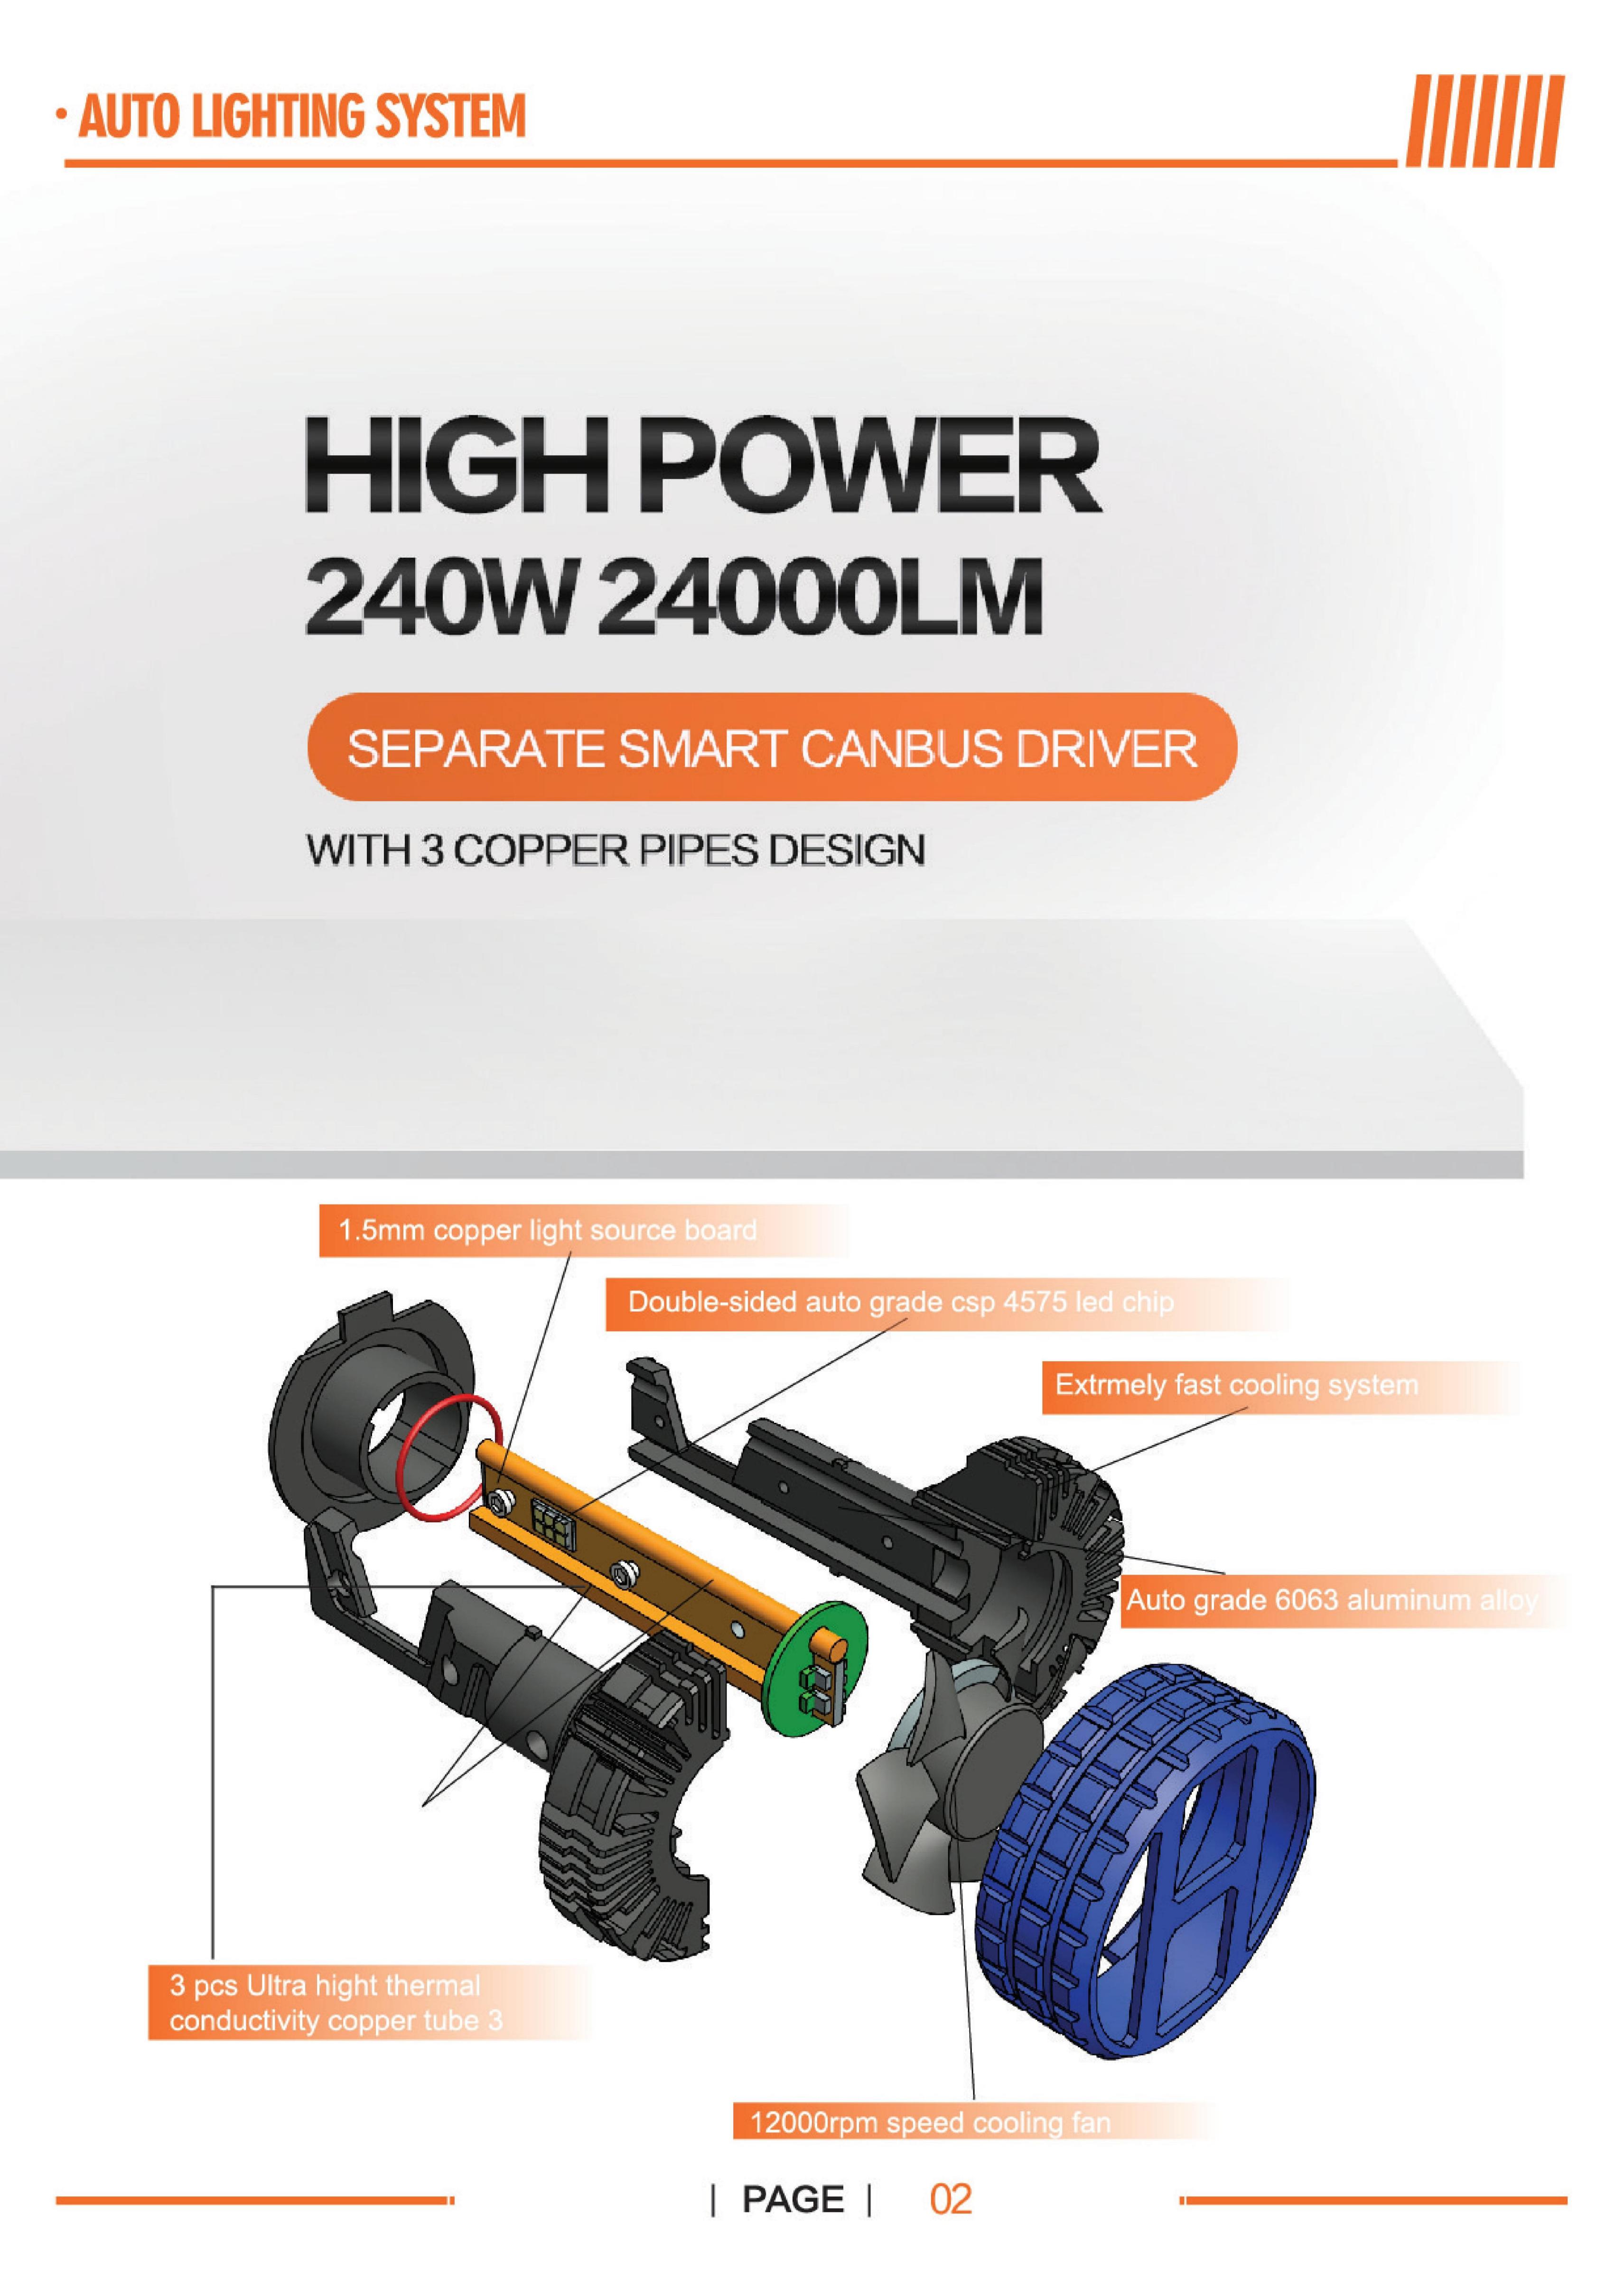 • AUTO LIGHTING SYSTEM
HIGH POWER
240W 24000LM
SEPARATE SMART CANBUS DRIVER
WITH 3 COPPER PIPES DESIGN
1.5mm copper light source board
Double-sided auto grade csp 4575 led chip
Extrmely fast cooling system
Auto grade 6063 aluminum alloy
3 pcs Ultra hight thermal
conductivity copper tube 3
12000rpm speed cooling fan
| PAGE | 02